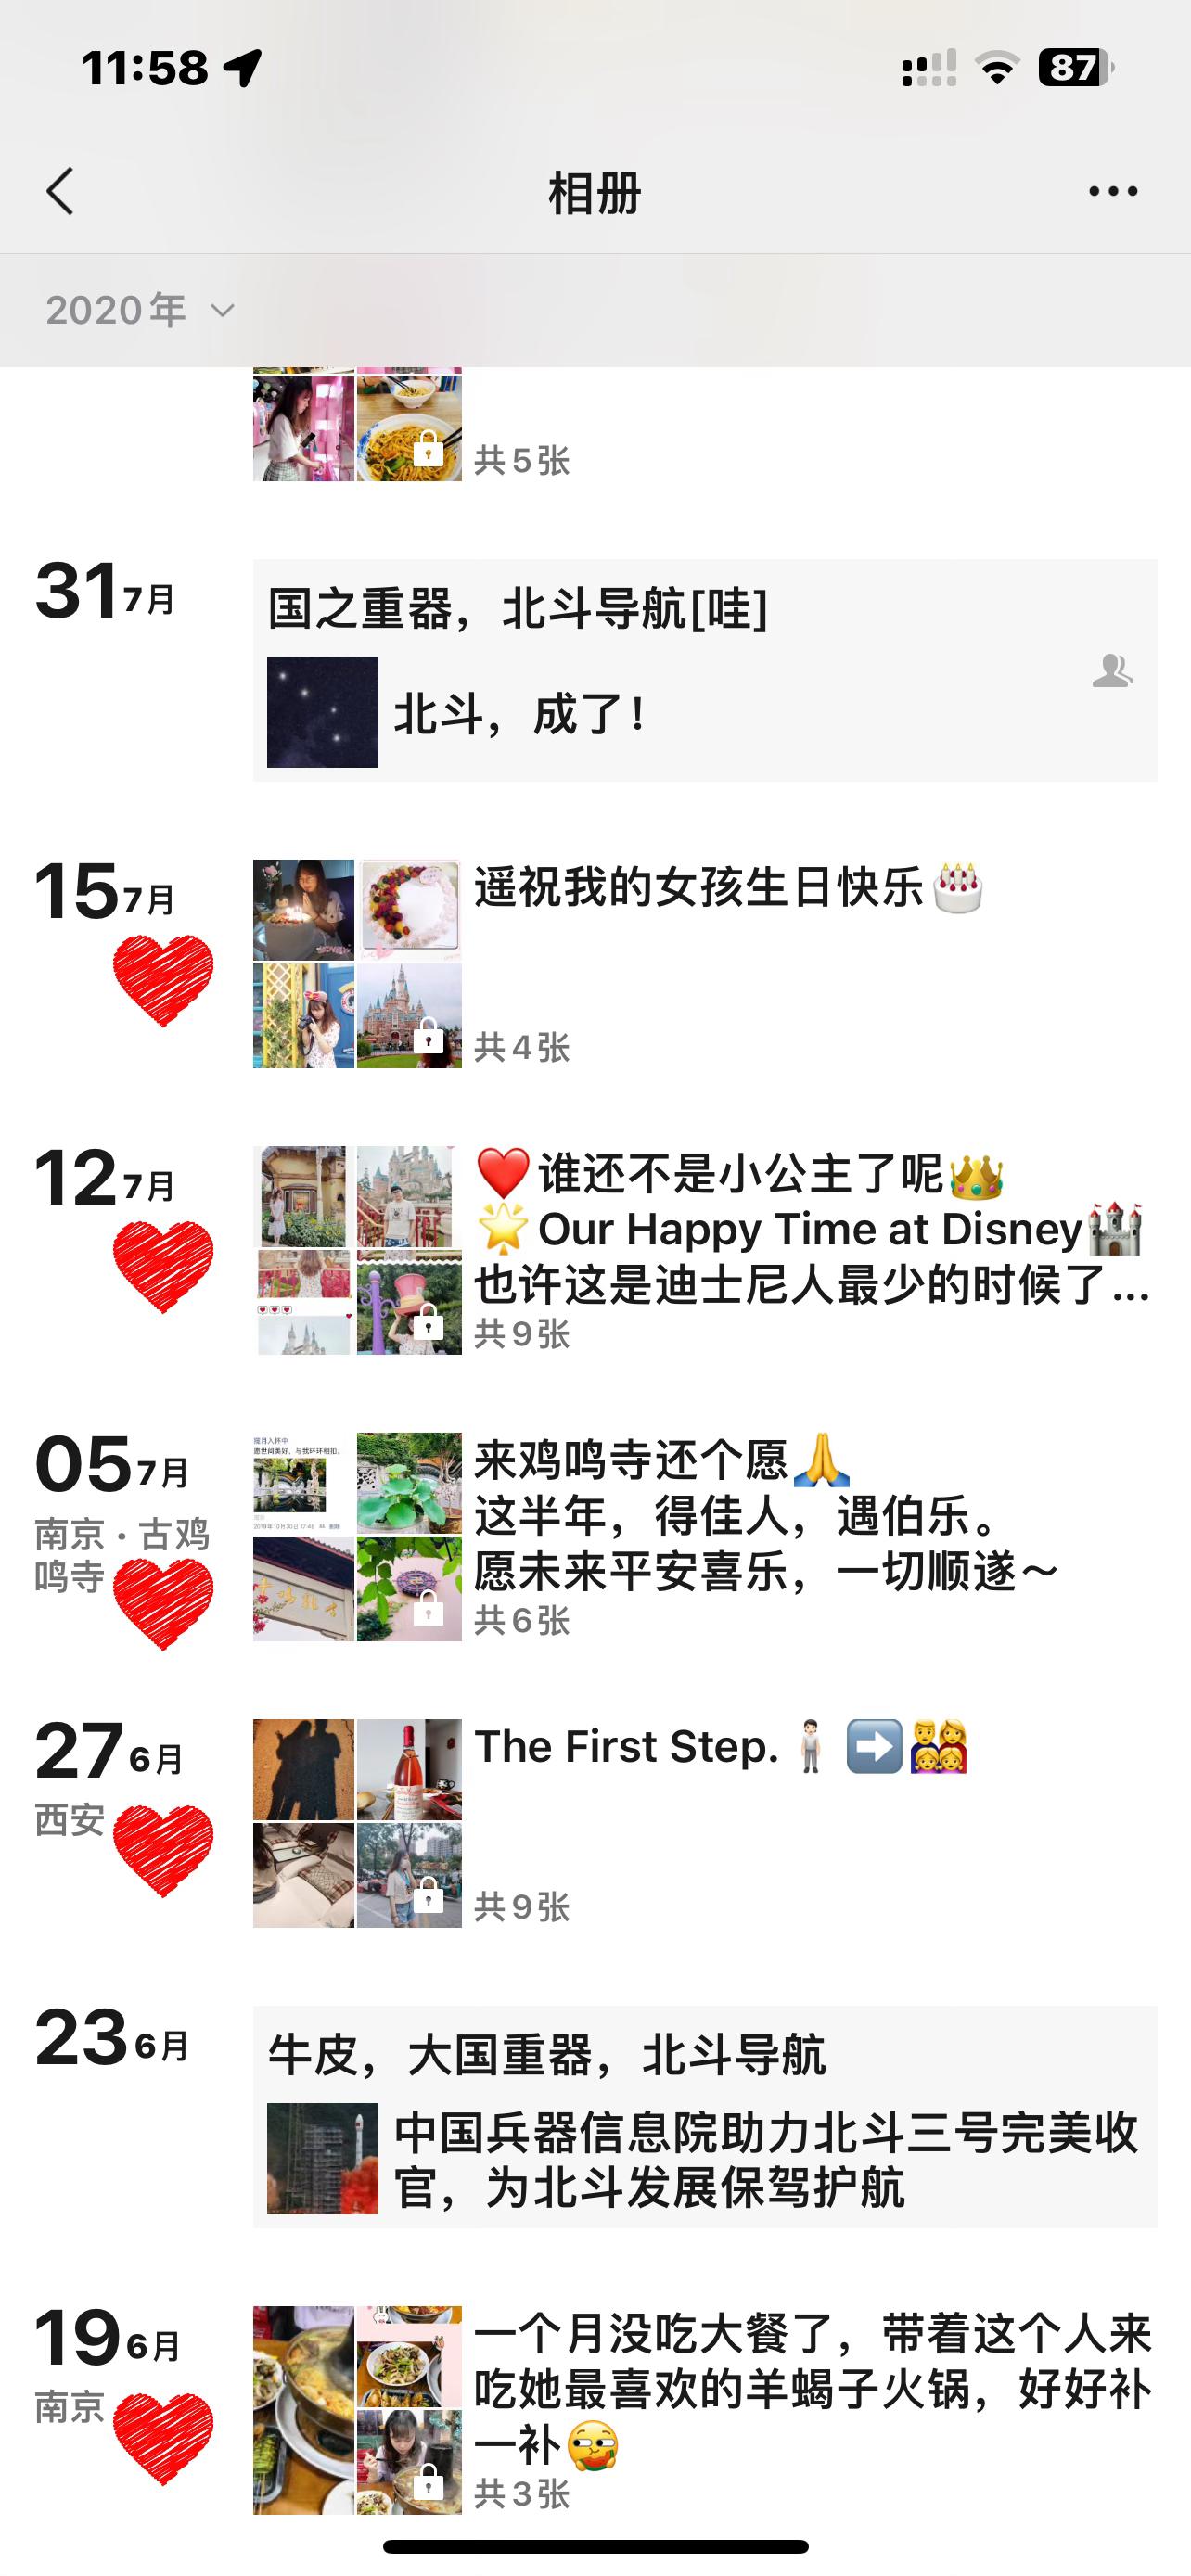 11:58
87
相册
2020年
共5张
31 7月
国之重器，北斗导航[哇]
北斗，成了！
15 7月
遥祝我的女孩生日快乐🎂
共4张
12 7月
❤️谁还不是小公主了呢👑
🌟Our Happy Time at Disney🏰
也许这是迪士尼人最少的时候了...
共9张
05 7月
南京·古鸡
鸣寺
来鸡鸣寺还个愿🙏
这半年，得佳人，遇伯乐。
愿未来平安喜乐，一切顺遂～
共6张
27 6月
西安
The First Step. 🧍🏻‍♂️ ➡️👨‍👩‍👧‍👧
共9张
23 6月
牛皮，大国重器，北斗导航
中国兵器信息院助力北斗三号完美收
官，为北斗发展保驾护航
19 6月
南京
一个月没吃大餐了，带着这个人来
吃她最喜欢的羊蝎子火锅，好好补
一补
共3张